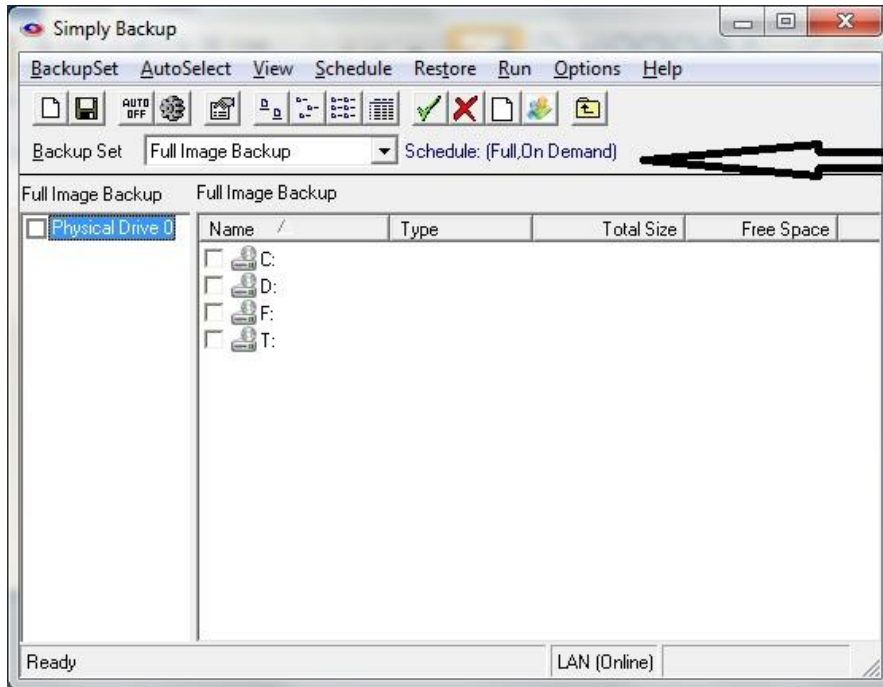 Simply Backup
BackupSet AutoSelect View Schedule Restore Run Options Help
AUTO OFF
Backup Set Full Image Backup Schedule: (Full,On Demand)
Full Image Backup Full Image Backup
Physical Drive 0 Name Type Total Size Free Space
C:
D:
F:
T:
Ready LAN (Online)